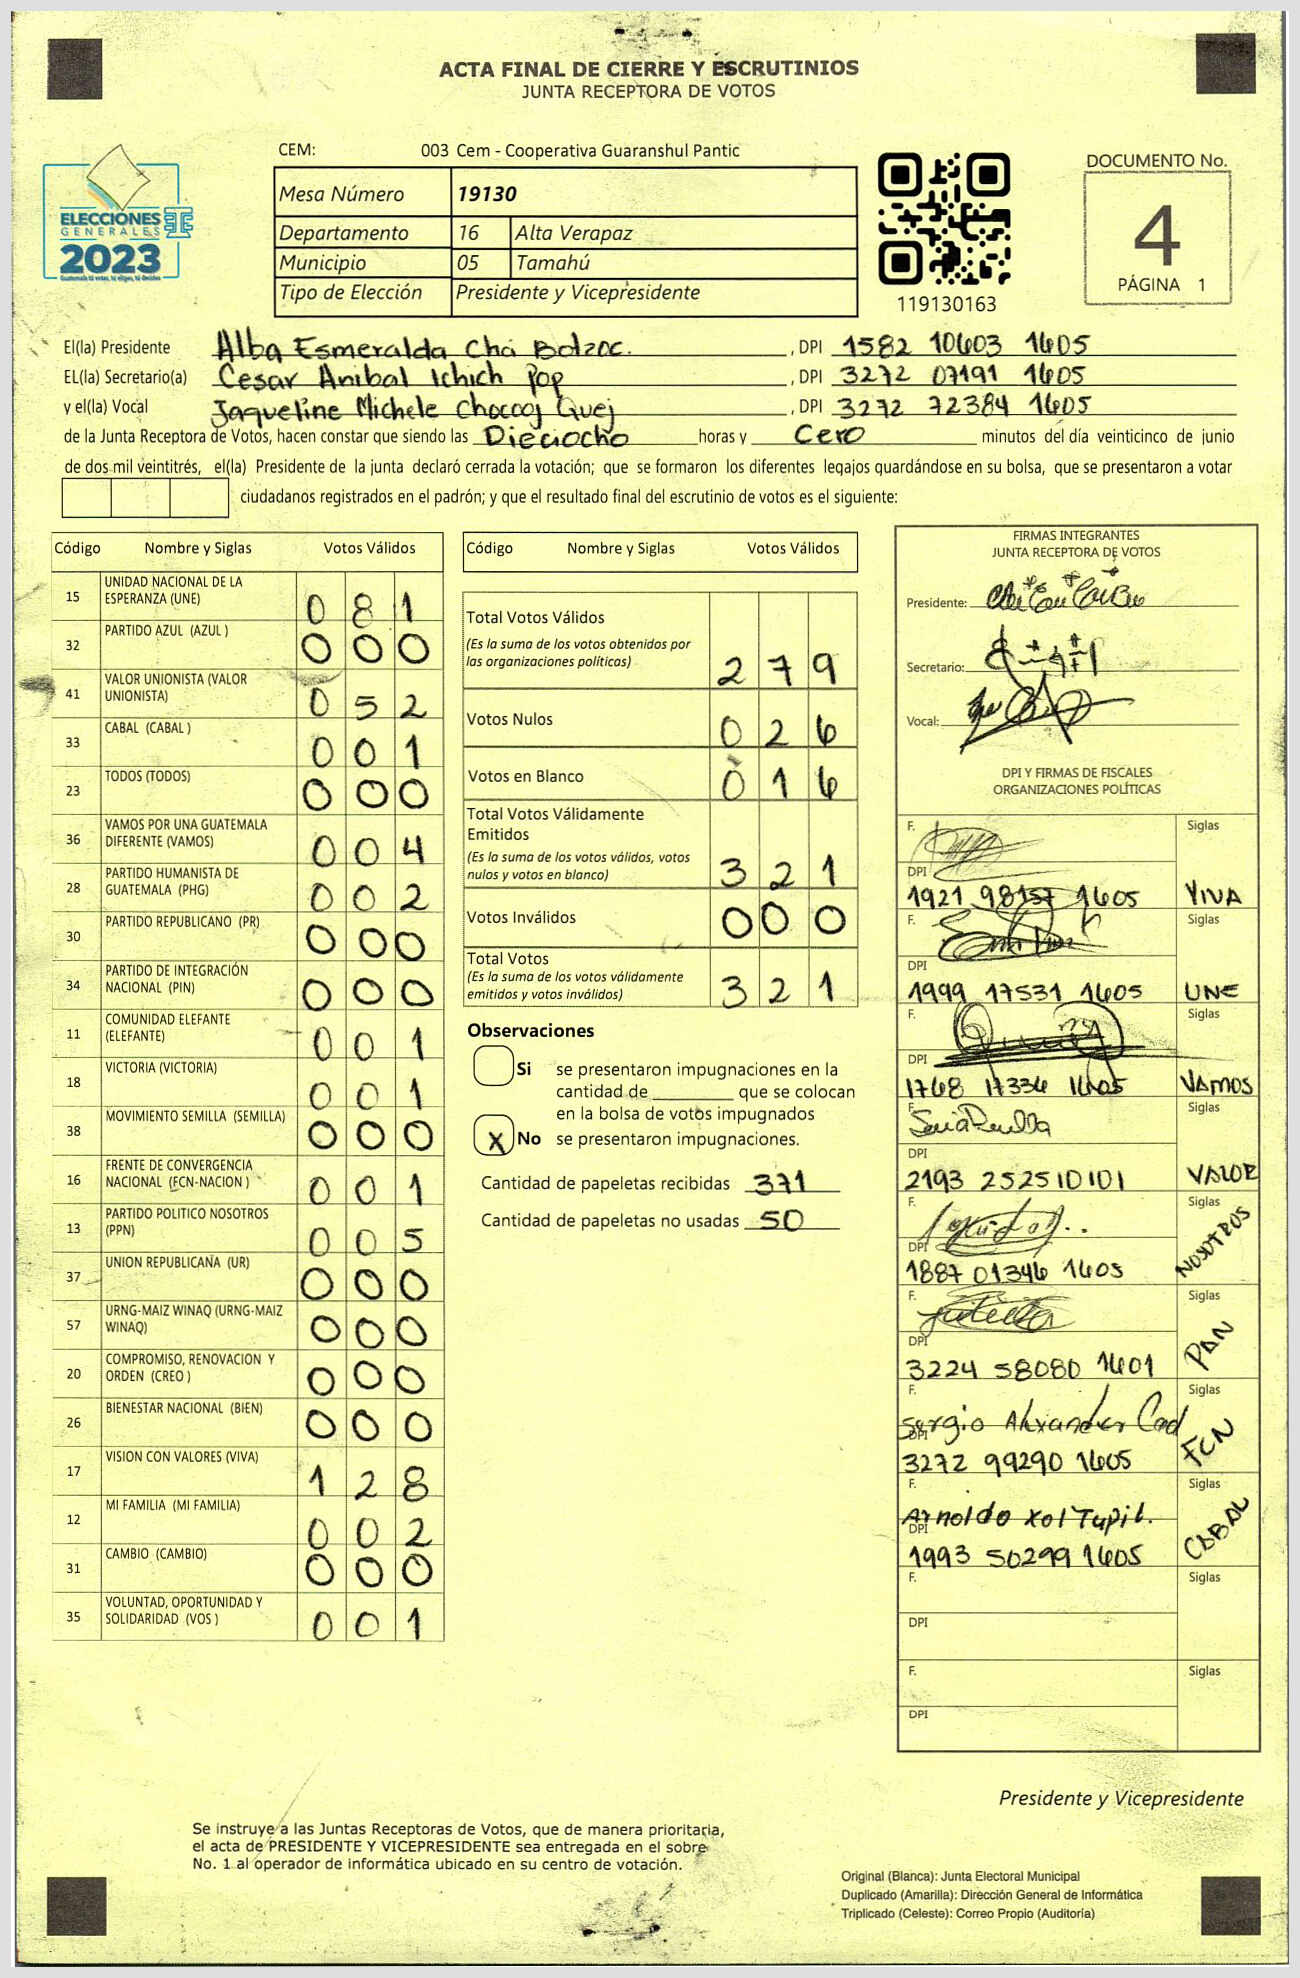 ACTA FINAL DE CIERRE Y ESCRUTINIOS
JUNTA RECEPTORA DE VOTOS
CEM: 003 Cem - Cooperativa Guaranshul Pantic
Mesa Número 19130
Departamento 16 Alta Verapaz
Municipio 05 Tamahú
Tipo de Elección Presidente y Vicepresidente
ELECCIONES
GENERALES
2023
Guatemala tú votas, tú eliges, tú decides
119130163
DOCUMENTO No.
4
PÁGINA 1
El(la) Presidente Alba Esmeralda Cha Botzoc. , DPI 1582 10603 1605
EL(la) Secretario(a) Cesar Anibal Ichich Pop , DPI 3272 07191 1605
y el(la) Vocal Jaqueline Michele Chocooj Quej , DPI 3272 72384 1605
de la Junta Receptora de Votos, hacen constar que siendo las Dieciocho horas y Cero minutos del día veinticinco de junio
de dos mil veintitrés, el(la) Presidente de la junta declaró cerrada la votación; que se formaron los diferentes legajos quardándose en su bolsa, que se presentaron a votar
ciudadanos registrados en el padrón; y que el resultado final del escrutinio de votos es el siguiente:
Código Nombre y Siglas Votos Válidos
15 UNIDAD NACIONAL DE LA ESPERANZA (UNE) 0 8 1
32 PARTIDO AZUL (AZUL ) 0 0 0
41 VALOR UNIONISTA (VALOR UNIONISTA) 0 5 2
33 CABAL (CABAL ) 0 0 1
23 TODOS (TODOS) 0 0 0
36 VAMOS POR UNA GUATEMALA DIFERENTE (VAMOS) 0 0 4
28 PARTIDO HUMANISTA DE GUATEMALA (PHG) 0 0 2
30 PARTIDO REPUBLICANO (PR) 0 0 0
34 PARTIDO DE INTEGRACIÓN NACIONAL (PIN) 0 0 0
11 COMUNIDAD ELEFANTE (ELEFANTE) 0 0 1
18 VICTORIA (VICTORIA) 0 0 1
38 MOVIMIENTO SEMILLA (SEMILLA) 0 0 0
16 FRENTE DE CONVERGENCIA NACIONAL (FCN-NACION ) 0 0 1
13 PARTIDO POLITICO NOSOTROS (PPN) 0 0 5
37 UNION REPUBLICANA (UR) 0 0 0
57 URNG-MAIZ WINAQ (URNG-MAIZ WINAQ) 0 0 0
20 COMPROMISO, RENOVACION Y ORDEN (CREO ) 0 0 0
26 BIENESTAR NACIONAL (BIEN) 0 0 0
17 VISION CON VALORES (VIVA) 1 2 8
12 MI FAMILIA (MI FAMILIA) 0 0 2
31 CAMBIO (CAMBIO) 0 0 0
35 VOLUNTAD, OPORTUNIDAD Y SOLIDARIDAD (VOS ) 0 0 1
Código Nombre y Siglas Votos Válidos
Total Votos Válidos
(Es la suma de los votos obtenidos por
las organizaciones políticas) 2 7 9
Votos Nulos 0 2 6
Votos en Blanco 0 1 6
Total Votos Válidamente
Emitidos
(Es la suma de los votos válidos, votos
nulos y votos en blanco) 3 2 1
Votos Inválidos 0 0 0
Total Votos
(Es la suma de los votos válidamente
emitidos y votos inválidos) 3 2 1
Observaciones
Si se presentaron impugnaciones en la
cantidad de ________ que se colocan
en la bolsa de votos impugnados
X No se presentaron impugnaciones.
Cantidad de papeletas recibidas 371
Cantidad de papeletas no usadas 50
FIRMAS INTEGRANTES
JUNTA RECEPTORA DE VOTOS
Presidente:
Secretario:
Vocal:
DPI Y FIRMAS DE FISCALES
ORGANIZACIONES POLÍTICAS
F. Siglas
DPI
1921 98157 1605 VIVA
F. Siglas
DPI
1999 17531 1605 UNE
F. Siglas
DPI
1768 17336 1605 VAMOS
F. Siglas
DPI
2193 25251 0101 VALOR
F. Siglas
DPI
1887 01346 1605 NOSOTROS
F. Siglas
DPI
3224 58080 1601 PAN
F. Siglas
Sergio Alexander Cad
DPI
3272 99290 1605 FCN
F. Siglas
Arnoldo Xol Tupil.
DPI
1993 50299 1605 CABAL
F. Siglas
DPI
F. Siglas
DPI
Presidente y Vicepresidente
Se instruye a las Juntas Receptoras de Votos, que de manera prioritaria,
el acta de PRESIDENTE Y VICEPRESIDENTE sea entregada en el sobre
No. 1 al operador de informática ubicado en su centro de votación.
Original (Blanca): Junta Electoral Municipal
Duplicado (Amarilla): Dirección General de Informática
Triplicado (Celeste): Correo Propio (Auditoría)